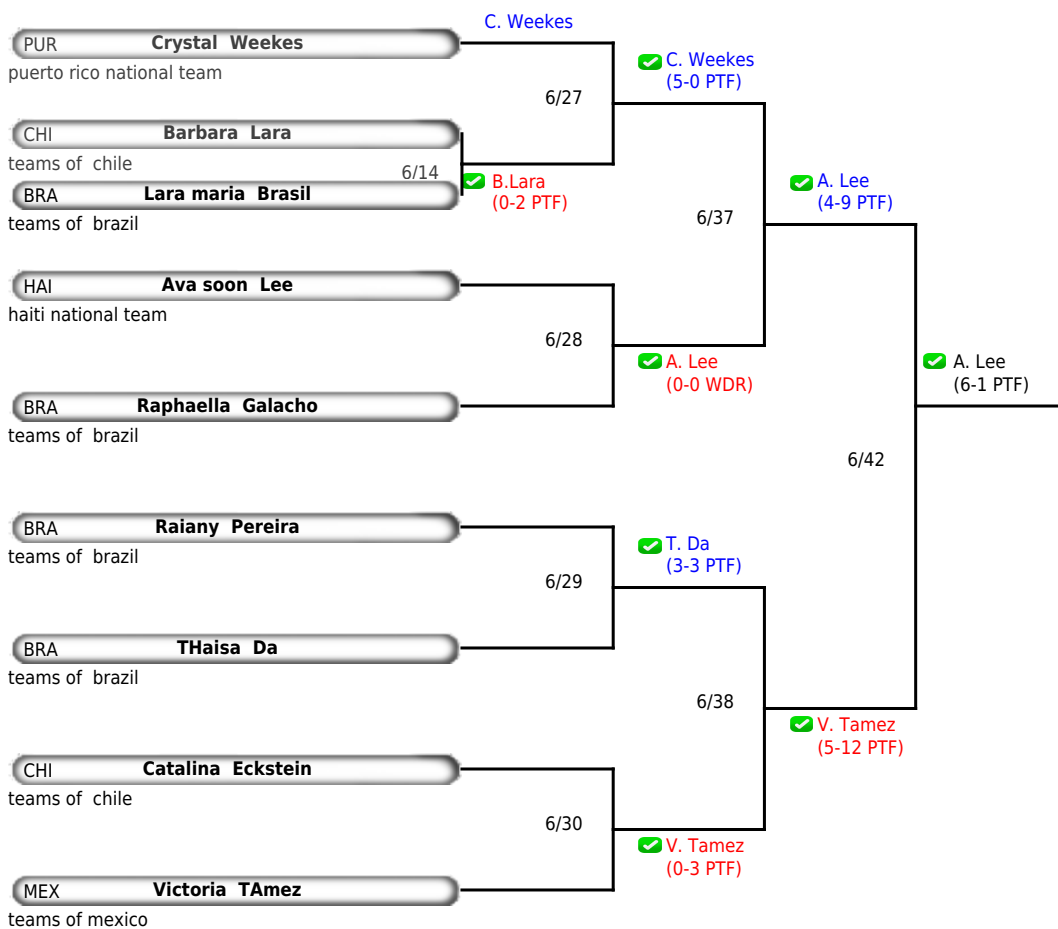 C. Weekes
PUR Crystal Weekes
puerto rico national team
C. Weekes
(5-0 PTF)
6/27
CHI Barbara Lara
teams of chile
6/14
BRA Lara maria Brasil
teams of brazil
B.Lara
(0-2 PTF)
A. Lee
(4-9 PTF)
6/37
HAI Ava soon Lee
haiti national team
6/28
A. Lee
(0-0 WDR)
A. Lee
(6-1 PTF)
BRA Raphaella Galacho
teams of brazil
6/42
BRA Raiany Pereira
teams of brazil
T. Da
(3-3 PTF)
6/29
BRA THaisa Da
teams of brazil
6/38
V. Tamez
(5-12 PTF)
CHI Catalina Eckstein
teams of chile
6/30
V. Tamez
(0-3 PTF)
MEX Victoria TAmez
teams of mexico